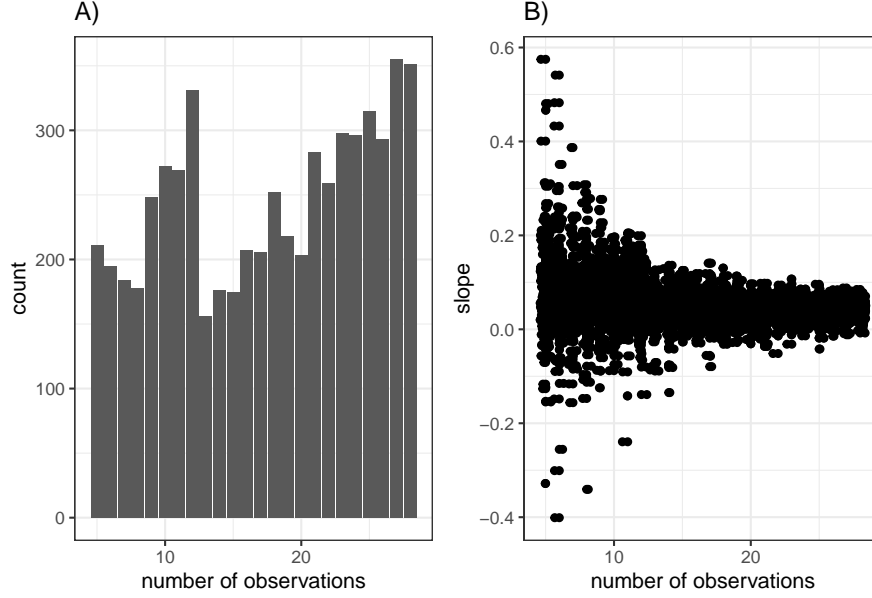 A)
300
200
100
0
10 20
number of observations
count
B)
0.6
0.4
0.2
0.0
−0.2
−0.4
10 20
number of observations
slope